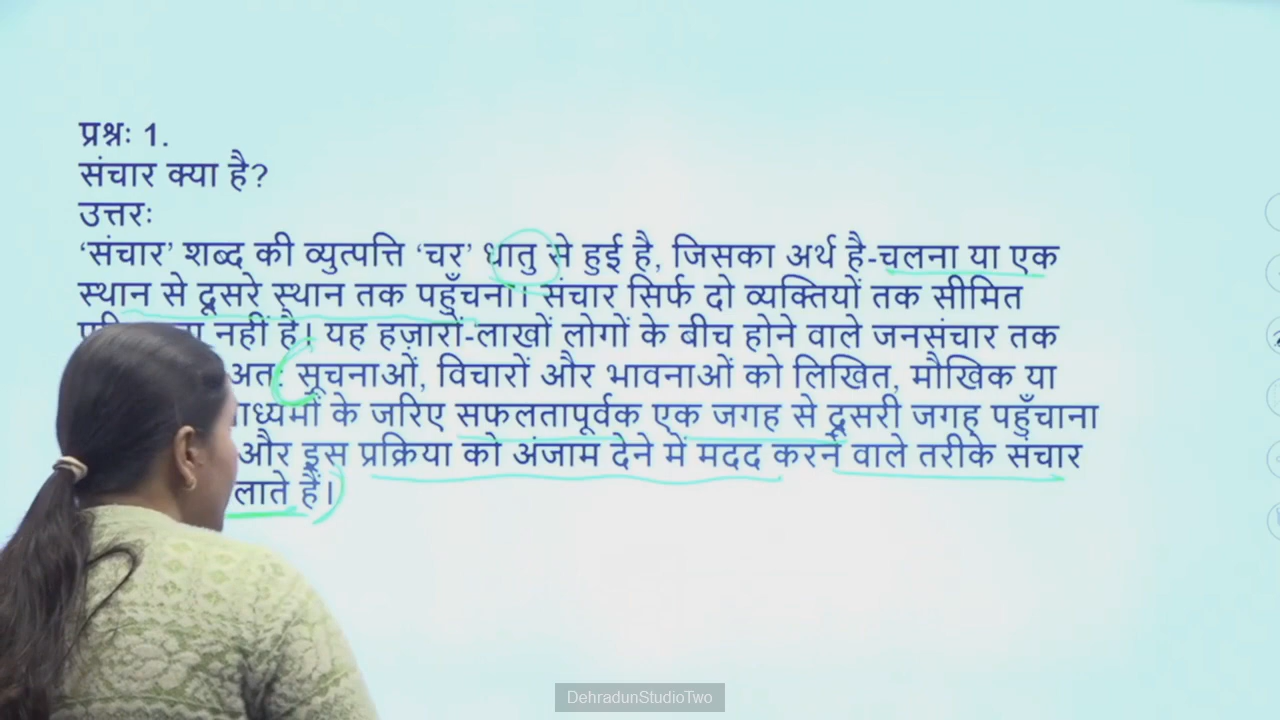 प्रश्नः 1.
संचार क्या है?
उत्तरः
‘संचार’ शब्द की व्युत्पत्ति ‘चर’ धातु से हुई है, जिसका अर्थ है-चलना या एक
स्थान से दूसरे स्थान तक पहुँचना। संचार सिर्फ दो व्यक्तियों तक सीमित
नहीं है। यह हज़ारों-लाखों लोगों के बीच होने वाले जनसंचार तक
अतः सूचनाओं, विचारों और भावनाओं को लिखित, मौखिक या
के जरिए सफलतापूर्वक एक जगह से दूसरी जगह पहुँचाना
और इस प्रक्रिया को अंजाम देने में मदद करने वाले तरीके संचार
हैं।
DehradunStudioTwo